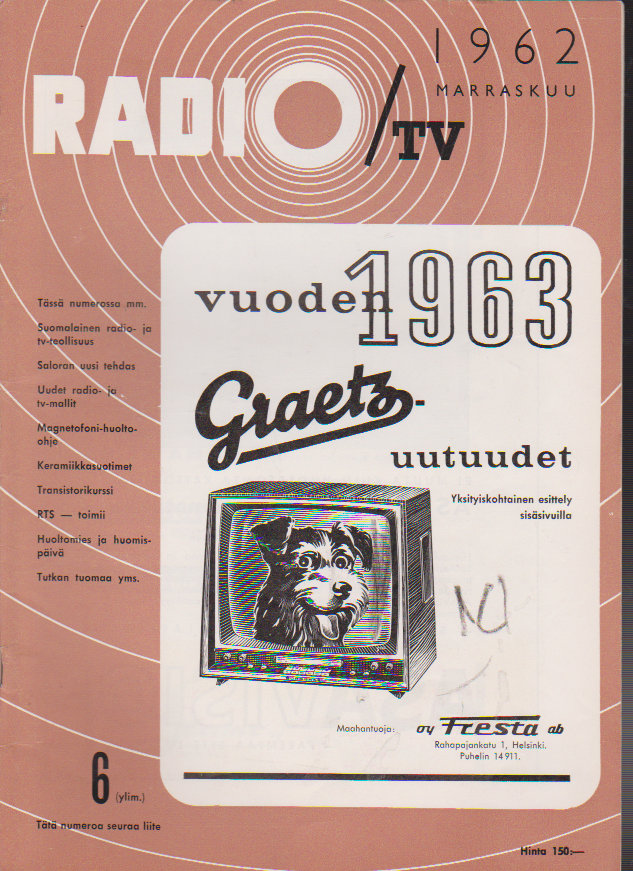 1962
MARRASKUU
RADIO/TV
vuoden 1963
Graetz-
uutuudet
Yksityiskohtainen esittely
sisäsivuilla
Tässä numerossa mm.
Suomalainen radio- ja
tv-teollisuus
Saloran uusi tehdas
Uudet radio- ja
tv-mallit
Magnetofoni-huolto-
ohje
Keramiikkasuotimet
Transistorikurssi
RTS — toimii
Huoltomies ja huomis-
päivä
Tutkan tuomaa yms.
Maahantuoja: oy Fresta ab
Rahapajankatu 1, Helsinki.
Puhelin 14 911.
6 (ylim.)
Tätä numeroa seuraa liite
Hinta 150:—